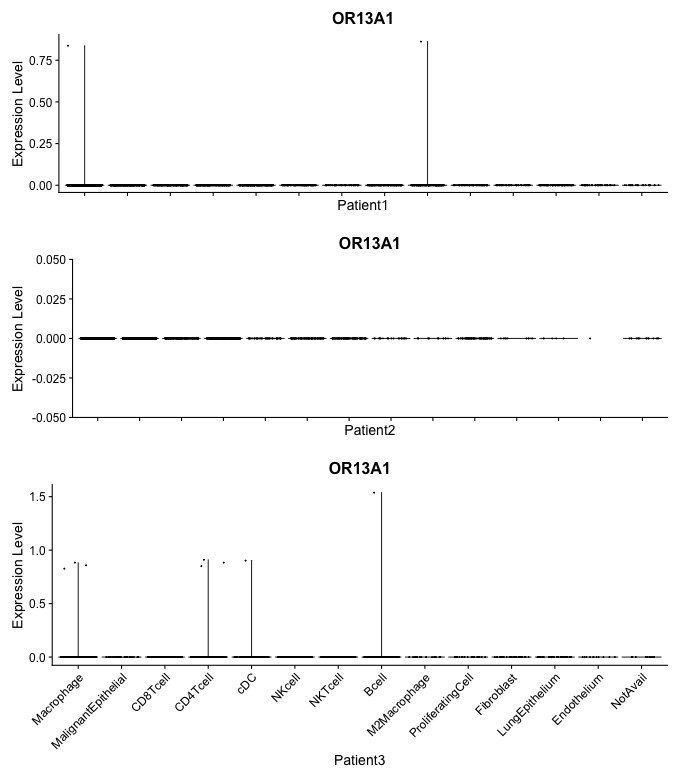 OR13A1
Expression Level
0.75
0.50
0.25
0.00
Patient1
OR13A1
Expression Level
0.050
0.025
0.000
-0.025
-0.050
Patient2
OR13A1
Expression Level
1.5
1.0
0.5
0.0
Macrophage
MalignantEpithelial
CD8Tcell
CD4Tcell
cDC
NKcell
NKTcell
Bcell
M2Macrophage
ProliferatingCell
Fibroblast
LungEpithelium
Endothelium
NotAvail
Patient3